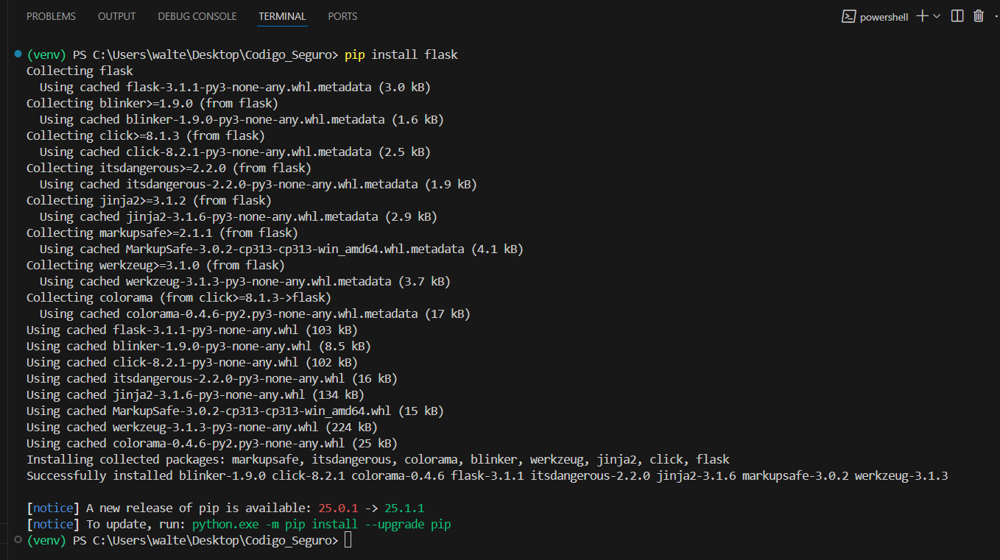 PROBLEMS OUTPUT DEBUG CONSOLE TERMINAL PORTS powershell
(venv) PS C:\Users\walte\Desktop\Codigo_Seguro> pip install flask
Collecting flask
  Using cached flask-3.1.1-py3-none-any.whl.metadata (3.0 kB)
Collecting blinker>=1.9.0 (from flask)
  Using cached blinker-1.9.0-py3-none-any.whl.metadata (1.6 kB)
Collecting click>=8.1.3 (from flask)
  Using cached click-8.2.1-py3-none-any.whl.metadata (2.5 kB)
Collecting itsdangerous>=2.2.0 (from flask)
  Using cached itsdangerous-2.2.0-py3-none-any.whl.metadata (1.9 kB)
Collecting jinja2>=3.1.2 (from flask)
  Using cached jinja2-3.1.6-py3-none-any.whl.metadata (2.9 kB)
Collecting markupsafe>=2.1.1 (from flask)
  Using cached MarkupSafe-3.0.2-cp313-cp313-win_amd64.whl.metadata (4.1 kB)
Collecting werkzeug>=3.1.0 (from flask)
  Using cached werkzeug-3.1.3-py3-none-any.whl.metadata (3.7 kB)
Collecting colorama (from click>=8.1.3->flask)
  Using cached colorama-0.4.6-py2.py3-none-any.whl.metadata (17 kB)
Using cached flask-3.1.1-py3-none-any.whl (103 kB)
Using cached blinker-1.9.0-py3-none-any.whl (8.5 kB)
Using cached click-8.2.1-py3-none-any.whl (102 kB)
Using cached itsdangerous-2.2.0-py3-none-any.whl (16 kB)
Using cached jinja2-3.1.6-py3-none-any.whl (134 kB)
Using cached MarkupSafe-3.0.2-cp313-cp313-win_amd64.whl (15 kB)
Using cached werkzeug-3.1.3-py3-none-any.whl (224 kB)
Using cached colorama-0.4.6-py2.py3-none-any.whl (25 kB)
Installing collected packages: markupsafe, itsdangerous, colorama, blinker, werkzeug, jinja2, click, flask
Successfully installed blinker-1.9.0 click-8.2.1 colorama-0.4.6 flask-3.1.1 itsdangerous-2.2.0 jinja2-3.1.6 markupsafe-3.0.2 werkzeug-3.1.3
[notice] A new release of pip is available: 25.0.1 -> 25.1.1
[notice] To update, run: python.exe -m pip install --upgrade pip
(venv) PS C:\Users\walte\Desktop\Codigo_Seguro>